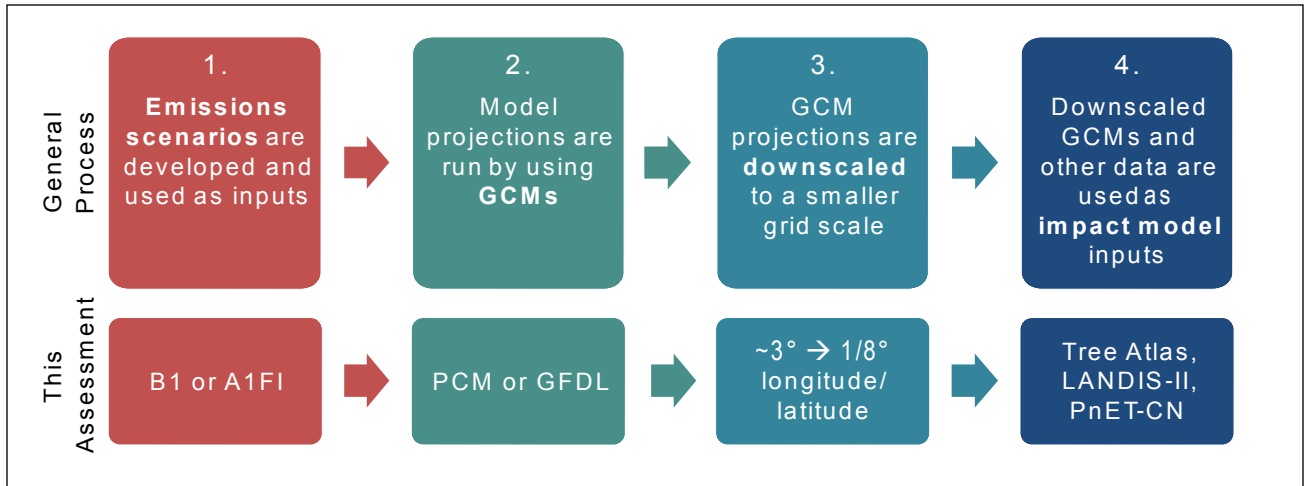 General
Process
1.
Emissions
scenarios are
developed and
used as inputs
2.
Model
projections are
run by using
GCMs
3.
GCM
projections are
downscaled
to a smaller
grid scale
4.
Downscaled
GCMs and
other data are
used as
impact model
inputs
This
Assessment
B1 or A1FI
PCM or GFDL
~3° → 1/8°
longitude/
latitude
Tree Atlas,
LANDIS-II,
PnET-CN